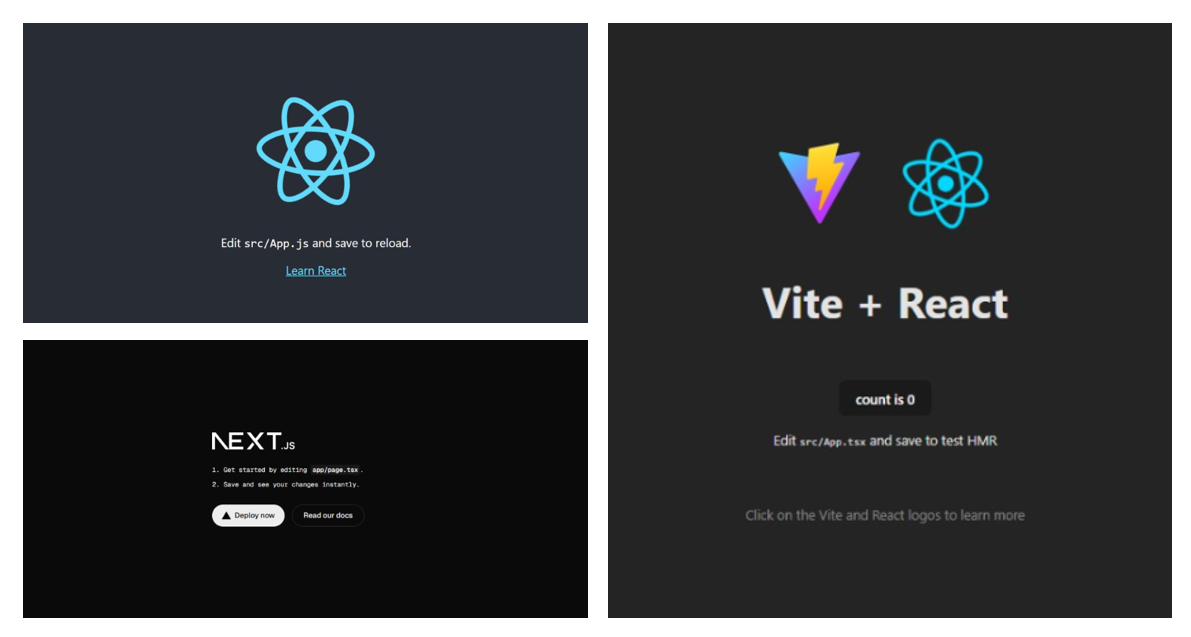 Edit src/App.js and save to reload.
Learn React
NEXT.JS
1. Get started by editing app/page.tsx.
2. Save and see your changes instantly.
Deploy now
Read our docs
Vite + React
count is 0
Edit src/App.tsx and save to test HMR
Click on the Vite and React logos to learn more